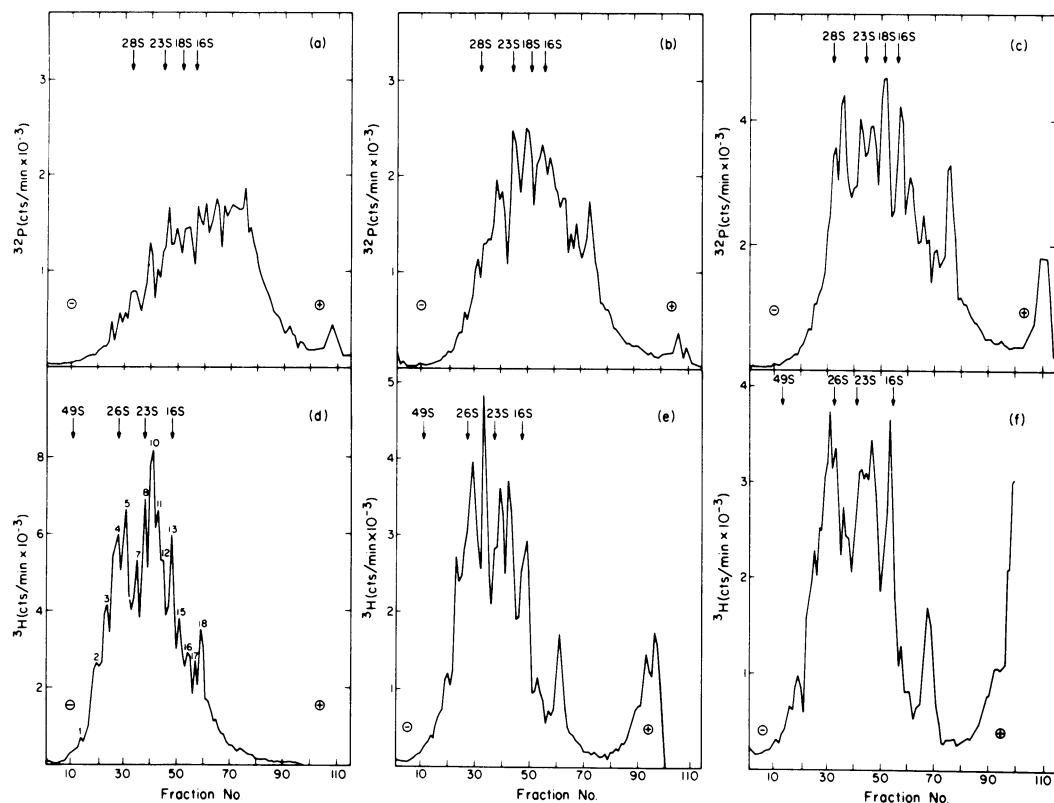 28S 23S 18S 16S
(a)
3
2
1
32P(cts/min × 10-3)
⊖ ⊕
28S 23S 18S 16S
(b)
3
2
1
32P(cts/min × 10-3)
⊖ ⊕
28S 23S 18S 16S
(c)
4
2
32P(cts/min × 10-3)
⊖ ⊕
49S 26S 23S 16S
(d)
8
6
4
2
3H(cts/min × 10-3)
1 2 3 4 5 7 8 10 11 12 13 15 16 17 18
⊖ ⊕
10 30 50 70 90 110
Fraction No.
49S 26S 23S 16S
(e)
5
4
3
2
1
3H(cts/min × 10-3)
⊖ ⊕
10 30 50 70 90 110
Fraction No.
49S 26S 23S 16S
(f)
4
3
2
1
3H(cts/min × 10-3)
⊖ ⊕
10 30 50 70 90 110
Fraction No.